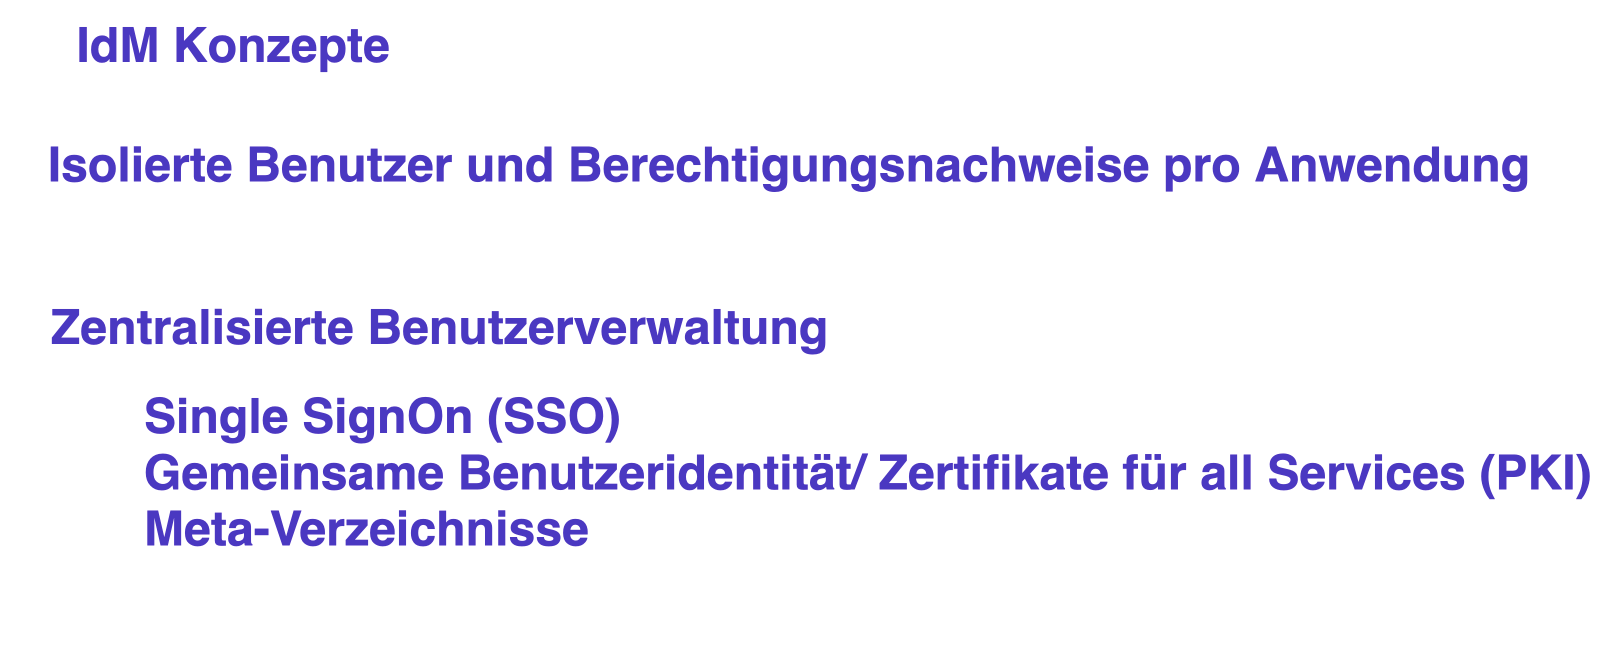 IdM Konzepte
Isolierte Benutzer und Berechtigungsnachweise pro Anwendung
Zentralisierte Benutzerverwaltung
Single SignOn (SSO)
Gemeinsame Benutzeridentität/ Zertifikate für all Services (PKI)
Meta-Verzeichnisse